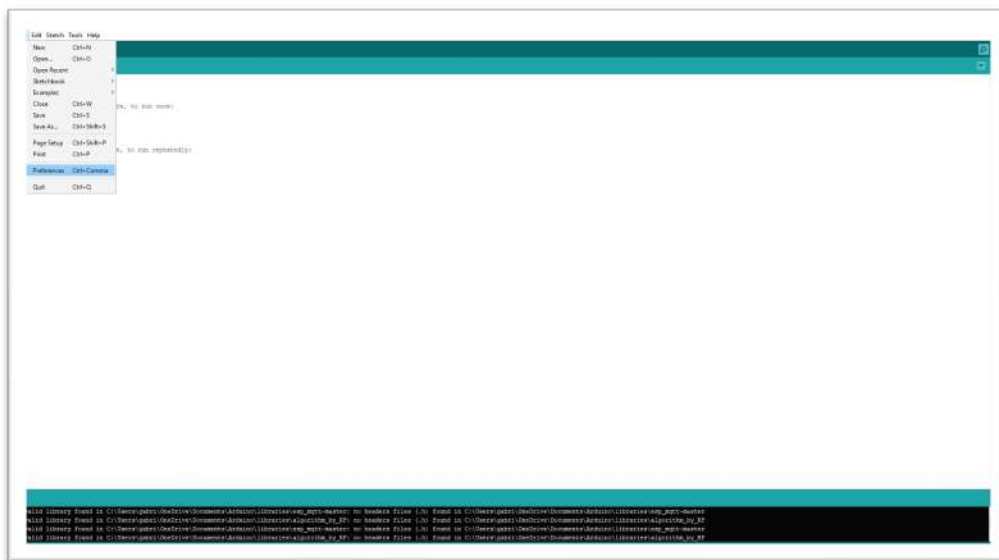 Edit Sketch Tools Help
New Ctrl+N
Open... Ctrl+O
Open Recent
Sketchbook
Examples
Close Ctrl+W
Save Ctrl+S
Save As... Ctrl+Shift+S
Page Setup Ctrl+Shift+P
Print Ctrl+P
Preferences Ctrl+Comma
Quit Ctrl+Q
re, to run once:
e, to run repeatedly:
alid library found in C:\Users\gabri\OneDrive\Documents\Arduino\libraries\esp_mqtt-master: no headers files (.h) found in C:\Users\gabri\OneDrive\Documents\Arduino\libraries\esp_mqtt-master
alid library found in C:\Users\gabri\OneDrive\Documents\Arduino\libraries\algorithm_by_RF: no headers files (.h) found in C:\Users\gabri\OneDrive\Documents\Arduino\libraries\algorithm_by_RF
alid library found in C:\Users\gabri\OneDrive\Documents\Arduino\libraries\esp_mqtt-master: no headers files (.h) found in C:\Users\gabri\OneDrive\Documents\Arduino\libraries\esp_mqtt-master
alid library found in C:\Users\gabri\OneDrive\Documents\Arduino\libraries\algorithm_by_RF: no headers files (.h) found in C:\Users\gabri\OneDrive\Documents\Arduino\libraries\algorithm_by_RF